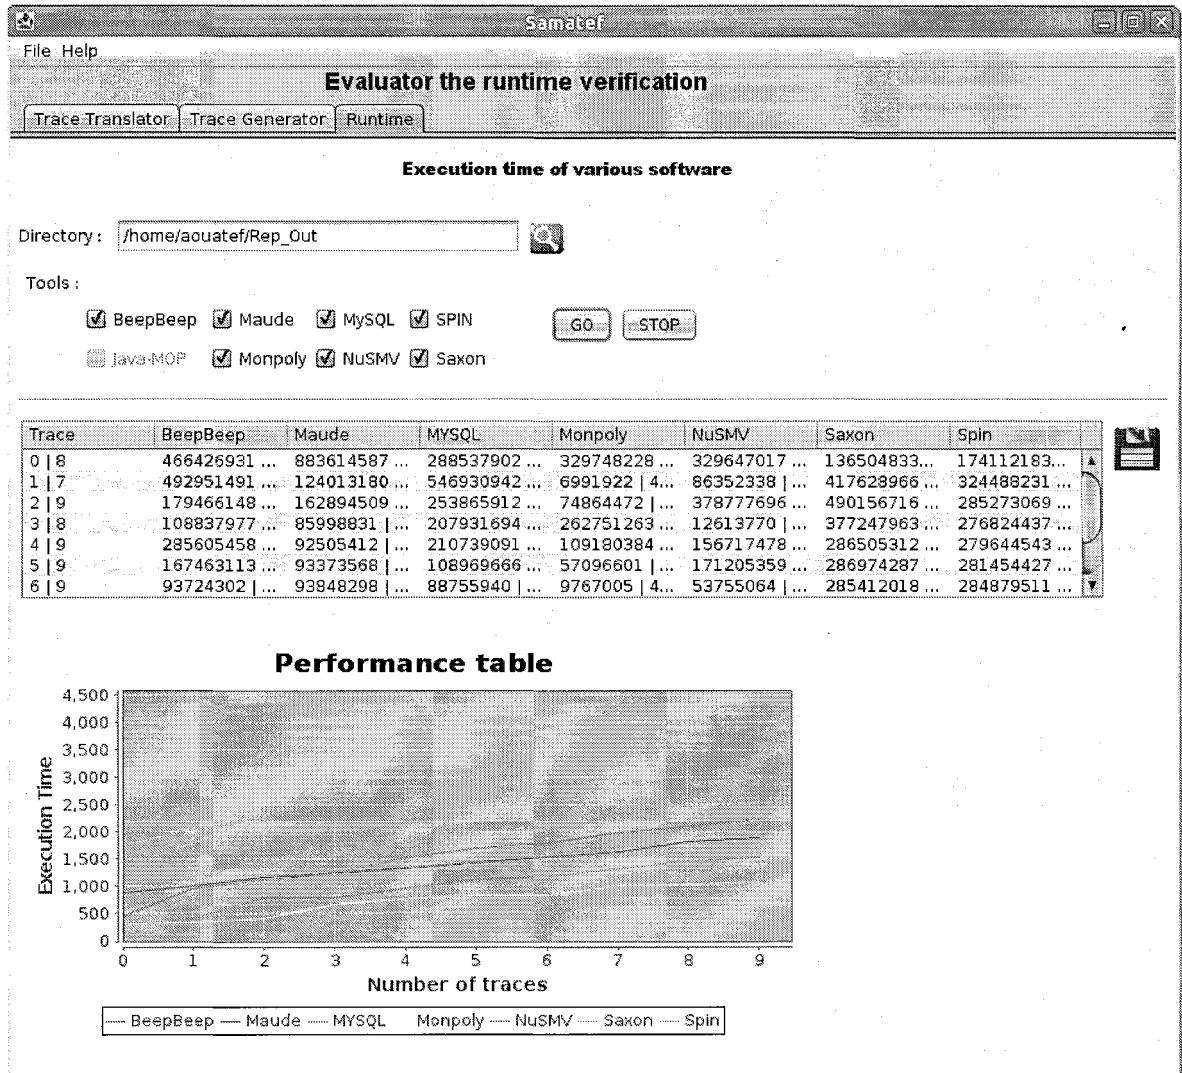 Samatef
File Help
Evaluator the runtime verification
Trace Translator Trace Generator Runtime
Execution time of various software
Directory : /home/aouatef/Rep_Out
Tools :
BeepBeep Maude MySQL SPIN GO STOP
Java-MOP Monpoly NuSMV Saxon
Trace BeepBeep Maude MYSQL Monpoly NuSMV Saxon Spin
0 | 8 466426931 ... 883614587 ... 288537902 ... 329748228 ... 329647017 ... 136504833... 174112183...
1 | 7 492951491 ... 124013180 ... 546930942 ... 6991922 | 4... 86352338 | ... 417628966 ... 324488231 ...
2 | 9 179466148 ... 162894509 ... 253865912 ... 74864472 | ... 378777696 ... 490156716 ... 285273069 ...
3 | 8 108837977 ... 85998831 | ... 207931694 ... 262751263 ... 12613770 | ... 377247963 ... 276824437 ...
4 | 9 285605458 ... 92505412 | ... 210739091 ... 109180384 ... 156717478 ... 286505312 ... 279644543 ...
5 | 9 167463113 ... 93373568 | ... 108969666 ... 57096601 | ... 171205359 ... 286974287 ... 281454427 ...
6 | 9 93724302 | ... 93848298 | ... 88755940 | ... 9767005 | 4... 53755064 | ... 285412018 ... 284879511 ...
Performance table
4,500
4,000
3,500
3,000
2,500
2,000
1,500
1,000
500
0
Execution Time
0 1 2 3 4 5 6 7 8 9
Number of traces
BeepBeep Maude MYSQL Monpoly NuSMV Saxon Spin